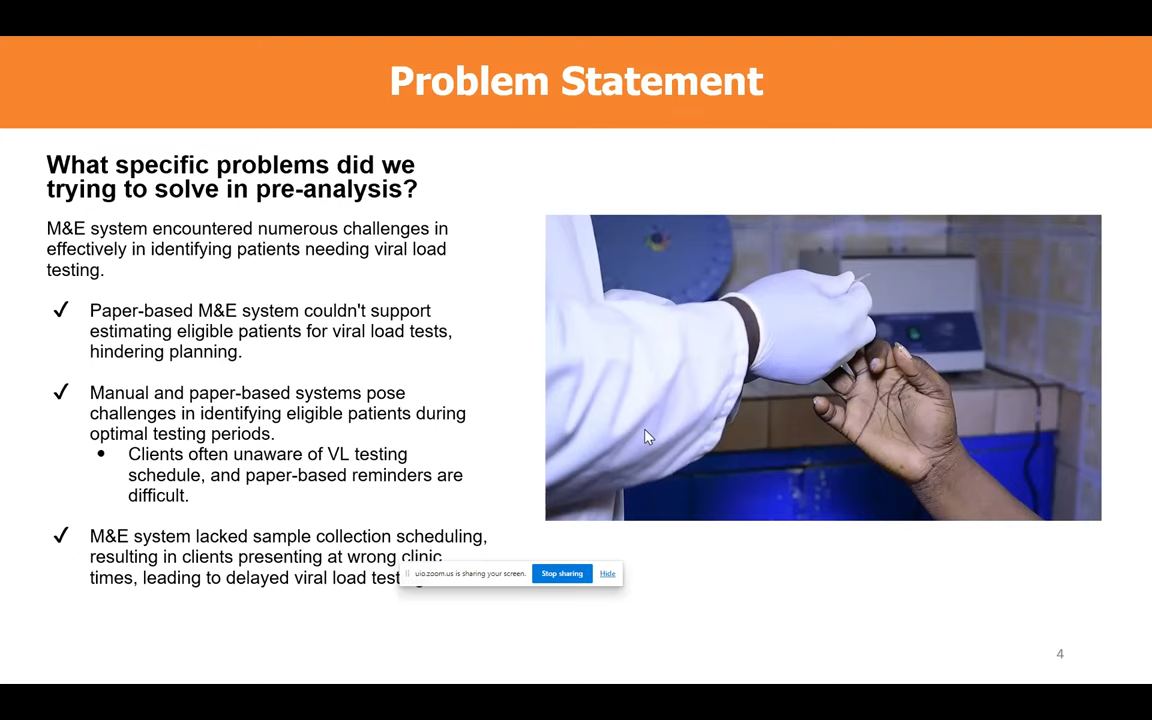 Problem Statement
What specific problems did we
trying to solve in pre-analysis?
M&E system encountered numerous challenges in
effectively in identifying patients needing viral load
testing.
✓ Paper-based M&E system couldn't support
estimating eligible patients for viral load tests,
hindering planning.
✓ Manual and paper-based systems pose
challenges in identifying eligible patients during
optimal testing periods.
• Clients often unaware of VL testing
schedule, and paper-based reminders are
difficult.
✓ M&E system lacked sample collection scheduling,
resulting in clients presenting at wrong clinic
times, leading to delayed viral load
uio.zoom.us is sharing your screen. Stop sharing Hide
4